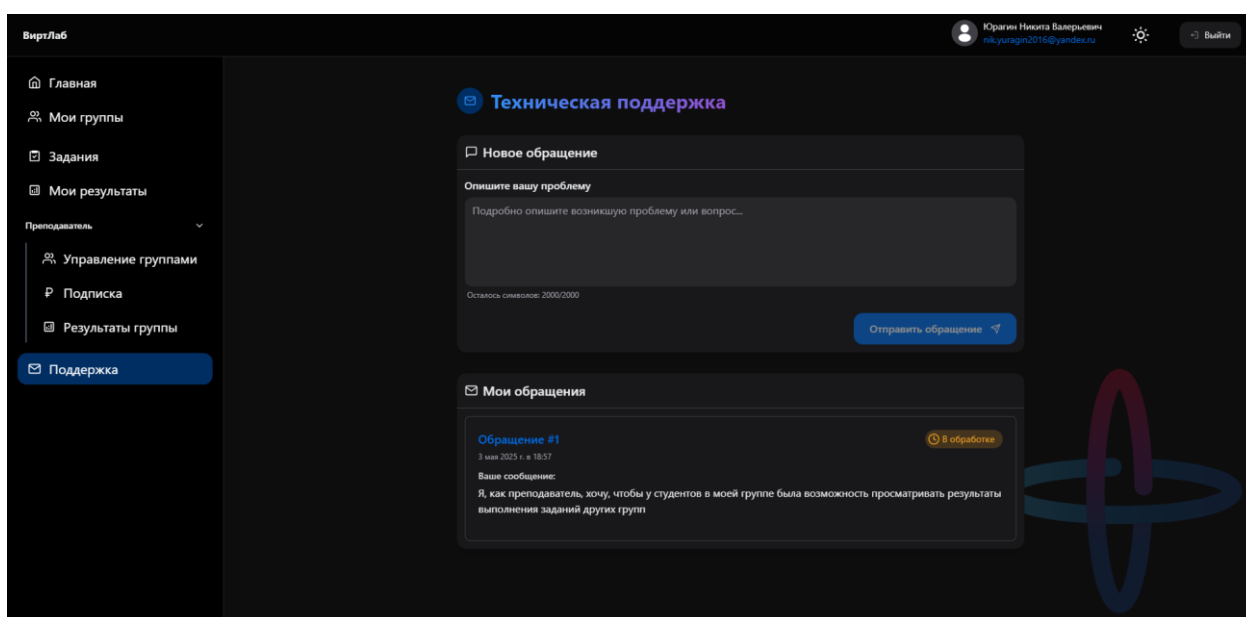 ВиртЛаб
Юрагин Никита Валерьевич
nik.yuragin2016@yandex.ru
Выйти
Главная
Мои группы
Задания
Мои результаты
Преподаватель
Управление группами
₽ Подписка
Результаты группы
Поддержка
Техническая поддержка
Новое обращение
Опишите вашу проблему
Подробно опишите возникшую проблему или вопрос...
Осталось символов: 2000/2000
Отправить обращение
Мои обращения
Обращение #1
В обработке
3 мая 2025 г. в 18:57
Ваше сообщение:
Я, как преподаватель, хочу, чтобы у студентов в моей группе была возможность просматривать результаты
выполнения заданий других групп